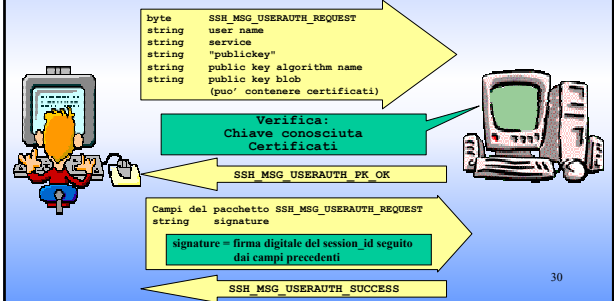 byte SSH_MSG_USERAUTH_REQUEST
string user name
string service
string "publickey"
string public key algorithm name
string public key blob
(puo' contenere certificati)
Verifica:
Chiave conosciuta
Certificati
SSH_MSG_USERAUTH_PK_OK
Campi del pacchetto SSH_MSG_USERAUTH_REQUEST
string signature
signature = firma digitale del session_id seguito
dai campi precedenti
SSH_MSG_USERAUTH_SUCCESS
30